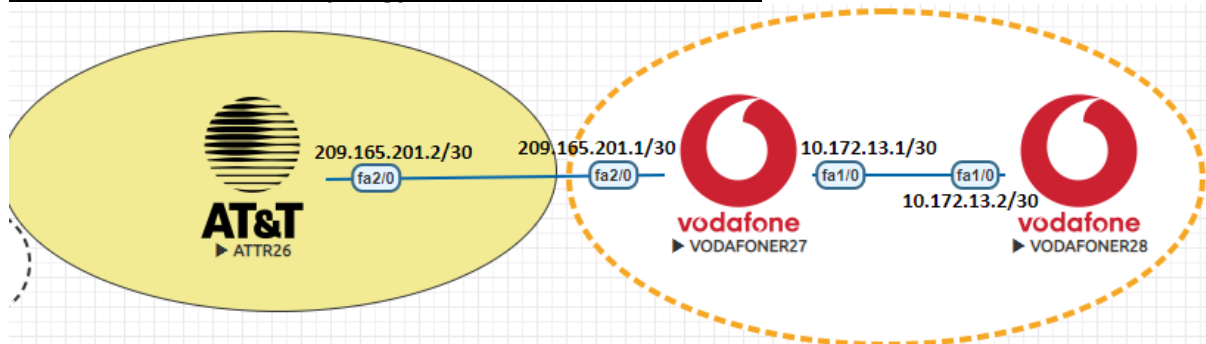 209.165.201.2/30
fa2/0
AT&T
ATTR26
209.165.201.1/30
fa2/0
vodafone
VODAFONER27
10.172.13.1/30
fa1/0
fa1/0
10.172.13.2/30
vodafone
VODAFONER28